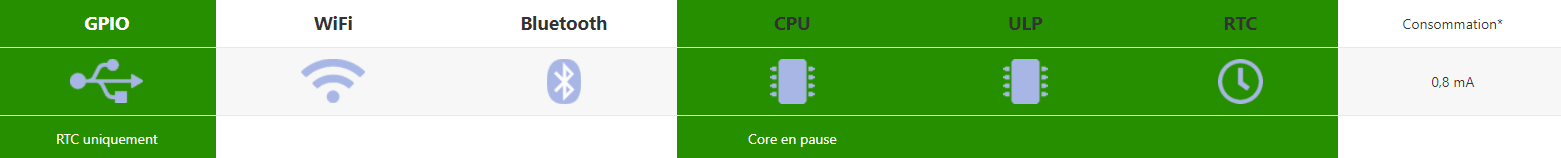 GPIO WiFi Bluetooth CPU ULP RTC Consommation*
0,8 mA
RTC uniquement Core en pause